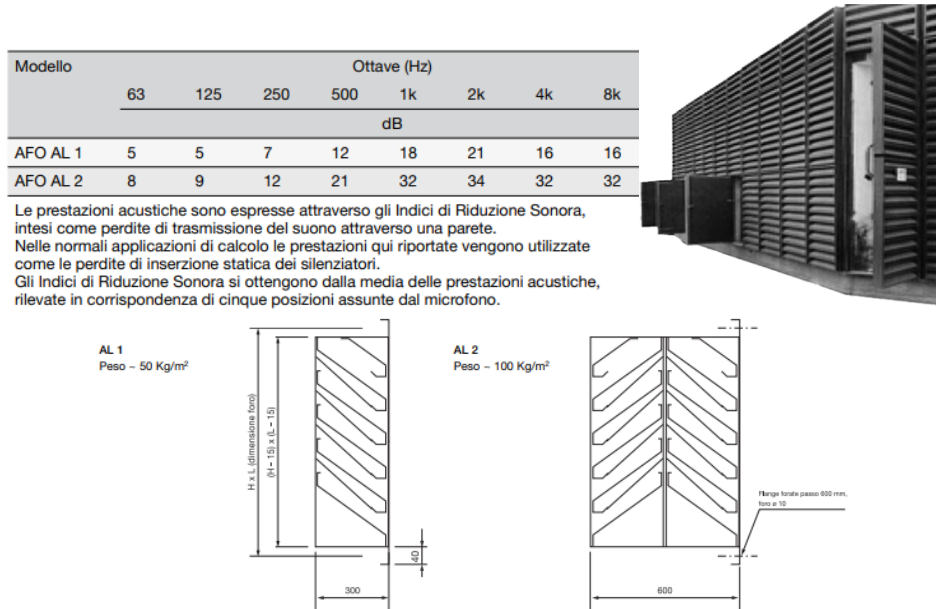 Modello Ottave (Hz)
63 125 250 500 1k 2k 4k 8k
dB
AFO AL 1 5 5 7 12 18 21 16 16
AFO AL 2 8 9 12 21 32 34 32 32
Le prestazioni acustiche sono espresse attraverso gli Indici di Riduzione Sonora,
intesi come perdite di trasmissione del suono attraverso una parete.
Nelle normali applicazioni di calcolo le prestazioni qui riportate vengono utilizzate
come le perdite di inserzione statica dei silenziatori.
Gli Indici di Riduzione Sonora si ottengono dalla media delle prestazioni acustiche,
rilevate in corrispondenza di cinque posizioni assunte dal microfono.
AL 1
Peso ~ 50 Kg/m²
H x L (dimensione foro)
(H – 15) x (L – 15)
40
300
AL 2
Peso ~ 100 Kg/m²
Flange forate passo 600 mm,
foro ø 10
600